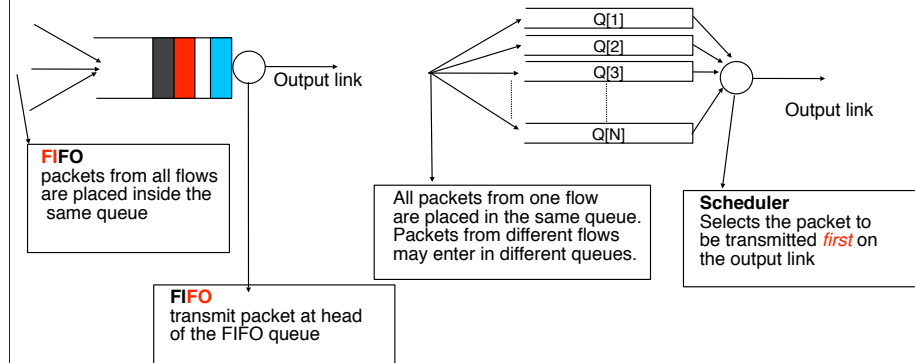 Output link
FIFO
packets from all flows
are placed inside the
same queue
FIFO
transmit packet at head
of the FIFO queue
Q[1]
Q[2]
Q[3]
Q[N]
Output link
All packets from one flow
are placed in the same queue.
Packets from different flows
may enter in different queues.
Scheduler
Selects the packet to
be transmitted first on
the output link